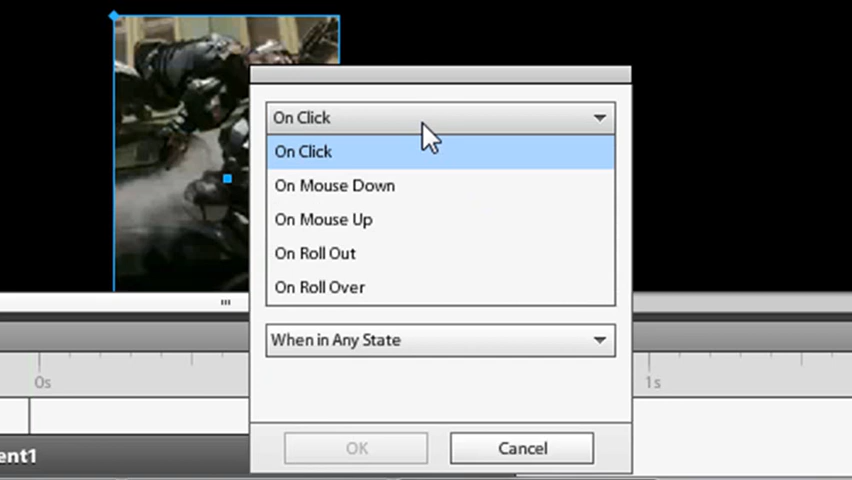 On Click
On Click
On Mouse Down
On Mouse Up
On Roll Out
On Roll Over
When in Any State
0s
1s
OK
Cancel
ent1